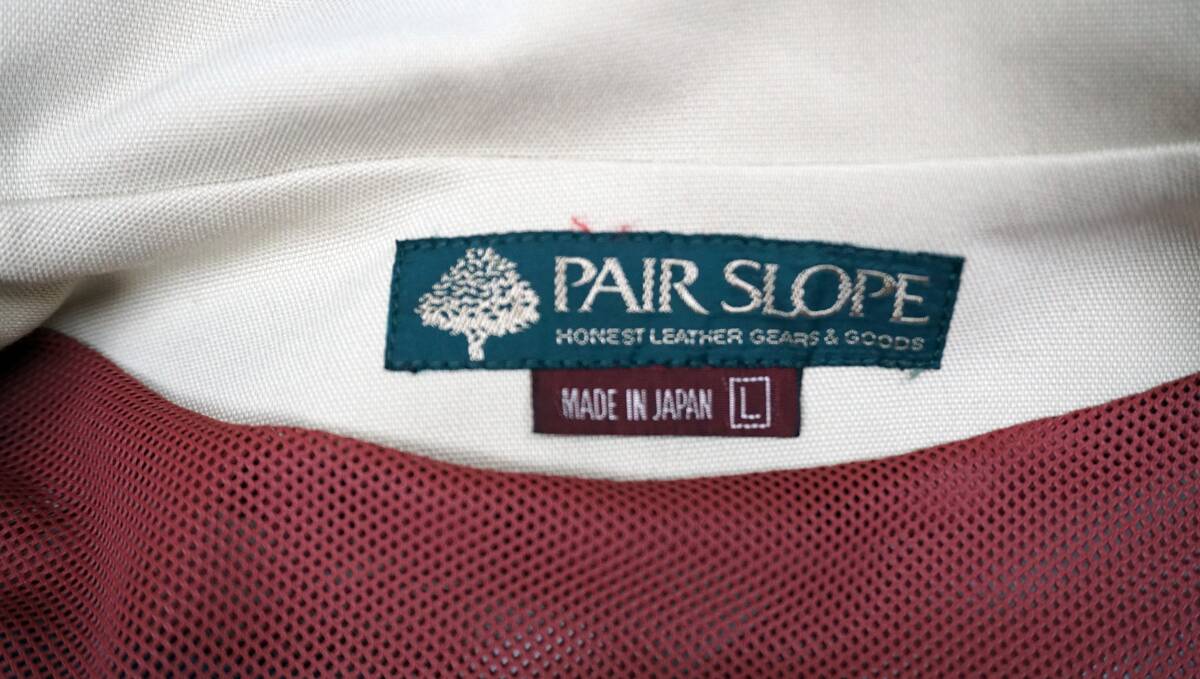 PAIR SLOPE
HONEST LEATHER GEARS & GOODS
MADE IN JAPAN L